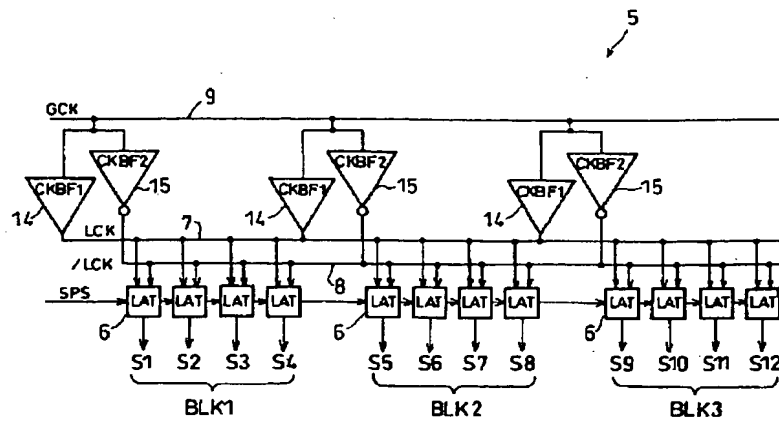 5
GCK 9
CKBF1 CKBF2 CKBF1 CKBF2 CKBF1 CKBF2
14 15 14 15 14 15
LCK 7
/LCK 8
SPS LAT LAT LAT LAT LAT LAT LAT LAT LAT LAT LAT LAT
6 6 6
S1 S2 S3 S4 S5 S6 S7 S8 S9 S10 S11 S12
BLK1 BLK2 BLK3